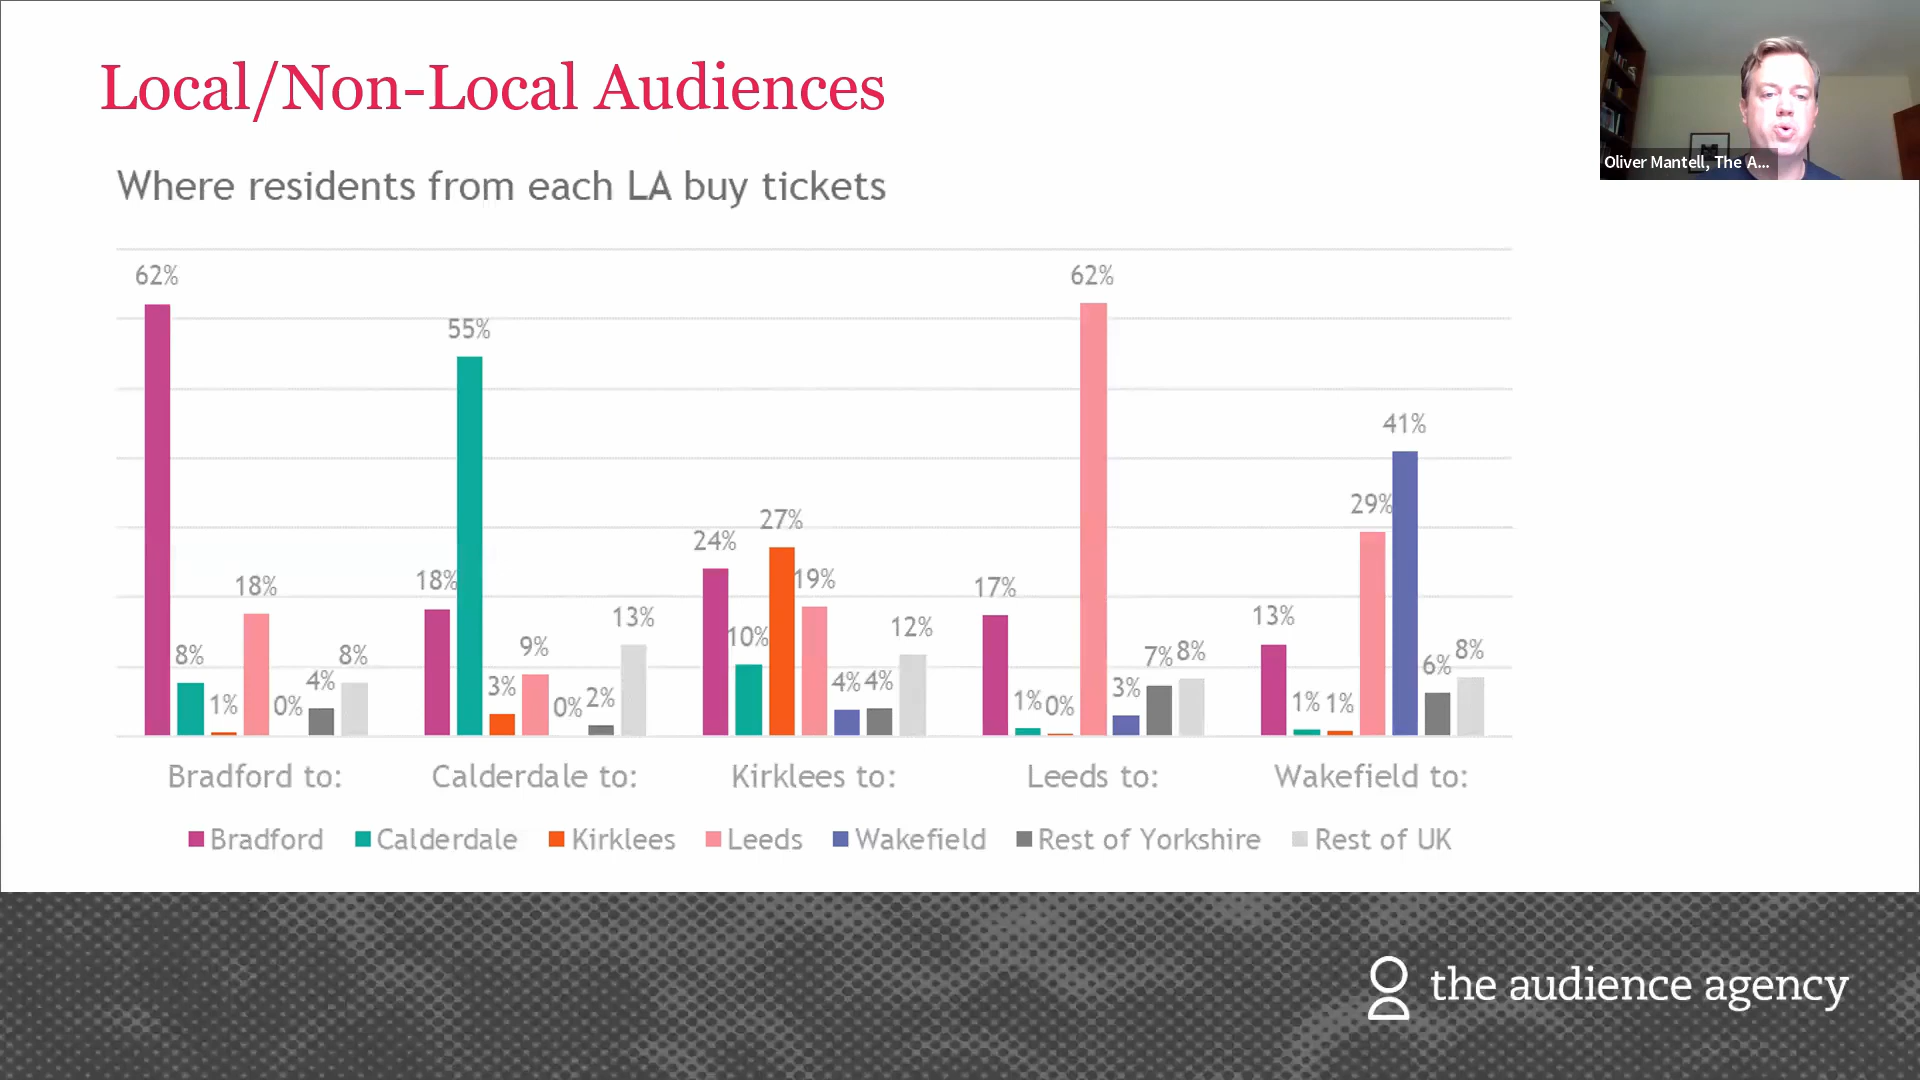 Local/Non-Local Audiences
Oliver Mantell, The A...
Where residents from each LA buy tickets
62% 8% 1% 18% 0% 4% 8%
18% 55% 3% 9% 0% 2% 13%
24% 10% 27% 19% 4% 4% 12%
17% 1% 0% 62% 3% 7% 8%
13% 1% 1% 29% 41% 6% 8%
Bradford to: Calderdale to: Kirklees to: Leeds to: Wakefield to:
Bradford Calderdale Kirklees Leeds Wakefield Rest of Yorkshire Rest of UK
the audience agency